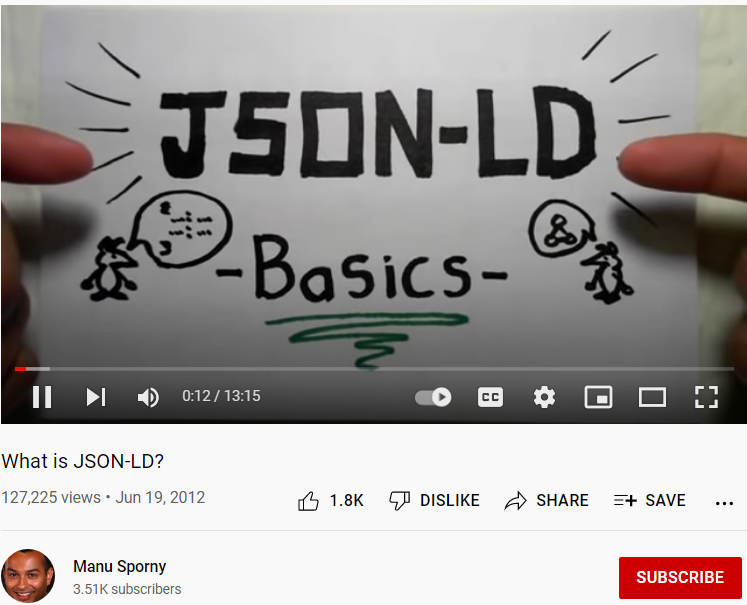 JSON-LD
-Basics-
0:12 / 13:15
CC
What is JSON-LD?
127,225 views • Jun 19, 2012
1.8K
DISLIKE
SHARE
SAVE
...
Manu Sporny
3.51K subscribers
SUBSCRIBE